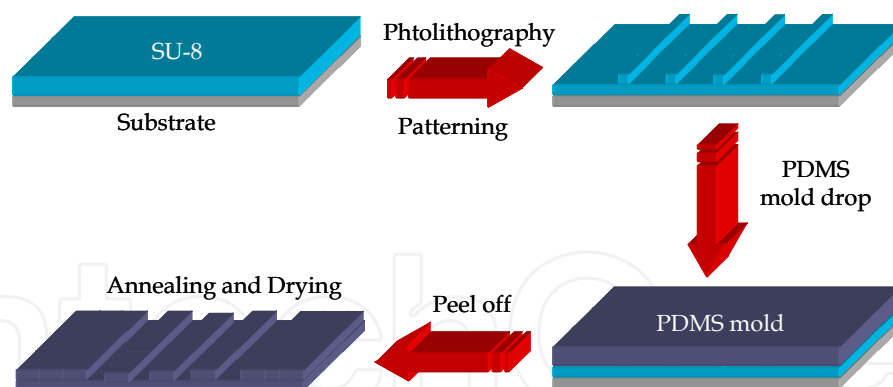 SU-8
Substrate
Phtolithography
Patterning
PDMS
mold drop
PDMS mold
Peel off
Annealing and Drying